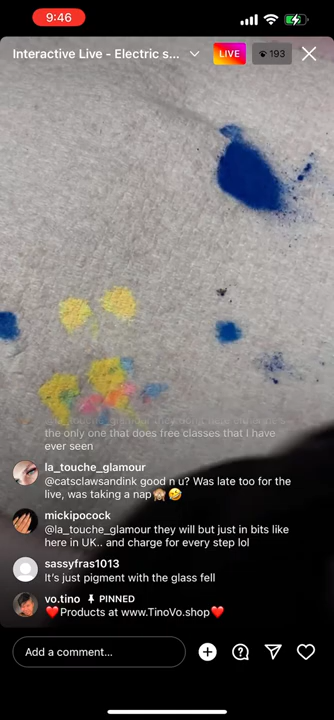 9:46
Interactive Live - Electric s...
LIVE
193
the only one that does free classes that I have
ever seen
la_touche_glamour
@catsclawsandink good n u? Was late too for the
live, was taking a nap🙈🤣
mickipocock
@la_touche_glamour they will but just in bits like
here in UK.. and charge for every step lol
sassyfras1013
It's just pigment with the glass fell
vo.tino PINNED
❤️Products at www.TinoVo.shop❤️
Add a comment...